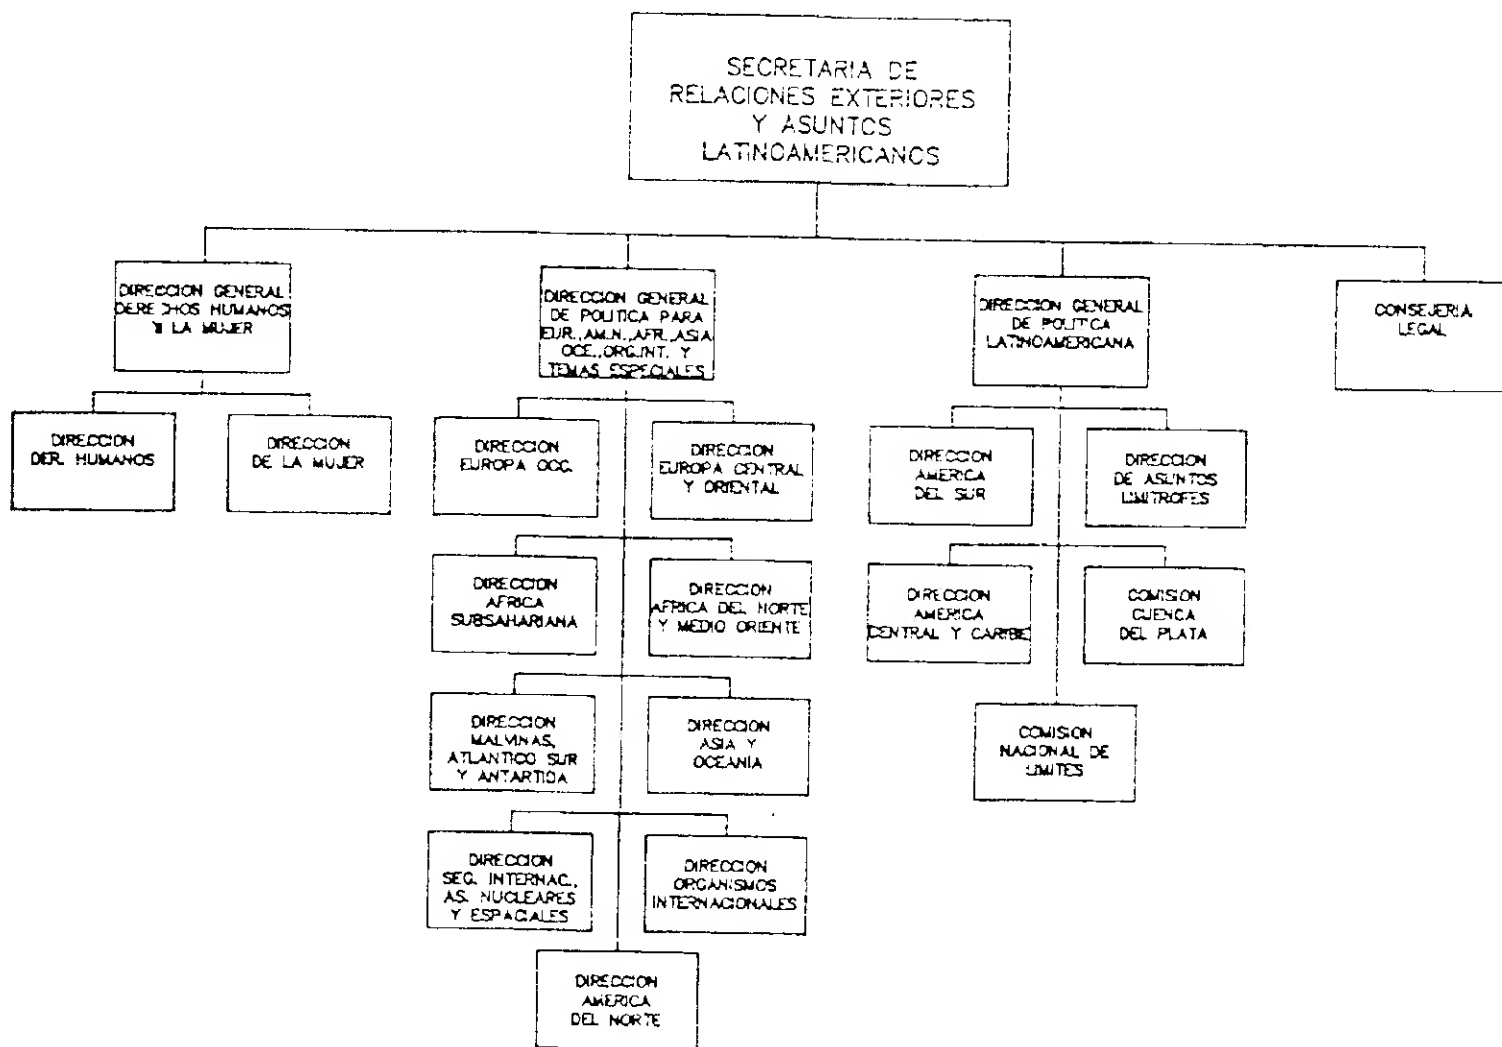 SECRETARIA DE
RELACIONES EXTERIORES
Y ASUNTOS
LATINOAMERICANOS
DIRECCION GENERAL
DERECHOS HUMANOS
Y LA MUJER
DIRECCION GENERAL
DE POLITICA PARA
EUR., AM.N., AFR., ASIA
OCE., ORG.INT. Y
TEMAS ESPECIALES
DIRECCION GENERAL
DE POLITICA
LATINOAMERICANA
CONSEJERIA
LEGAL
DIRECCION
DER. HUMANOS
DIRECCION
DE LA MUJER
DIRECCION
EUROPA OCC.
DIRECCION
EUROPA CENTRAL
Y ORIENTAL
DIRECCION
AMERICA
DEL SUR
DIRECCION
DE ASUNTOS
LIMITROFES
DIRECCION
AFRICA
SUBSAHARIANA
DIRECCION
AFRICA DEL NORTE
Y MEDIO ORIENTE
DIRECCION
AMERICA
CENTRAL Y CARIBE
COMISION
CUENCA
DEL PLATA
DIRECCION
MALVINAS,
ATLANTICO SUR
Y ANTARTIDA
DIRECCION
ASIA Y
OCEANIA
COMISION
NACIONAL DE
LIMITES
DIRECCION
SEG. INTERNAC.,
AS. NUCLEARES
Y ESPACIALES
DIRECCION
ORGANISMOS
INTERNACIONALES
DIRECCION
AMERICA
DEL NORTE